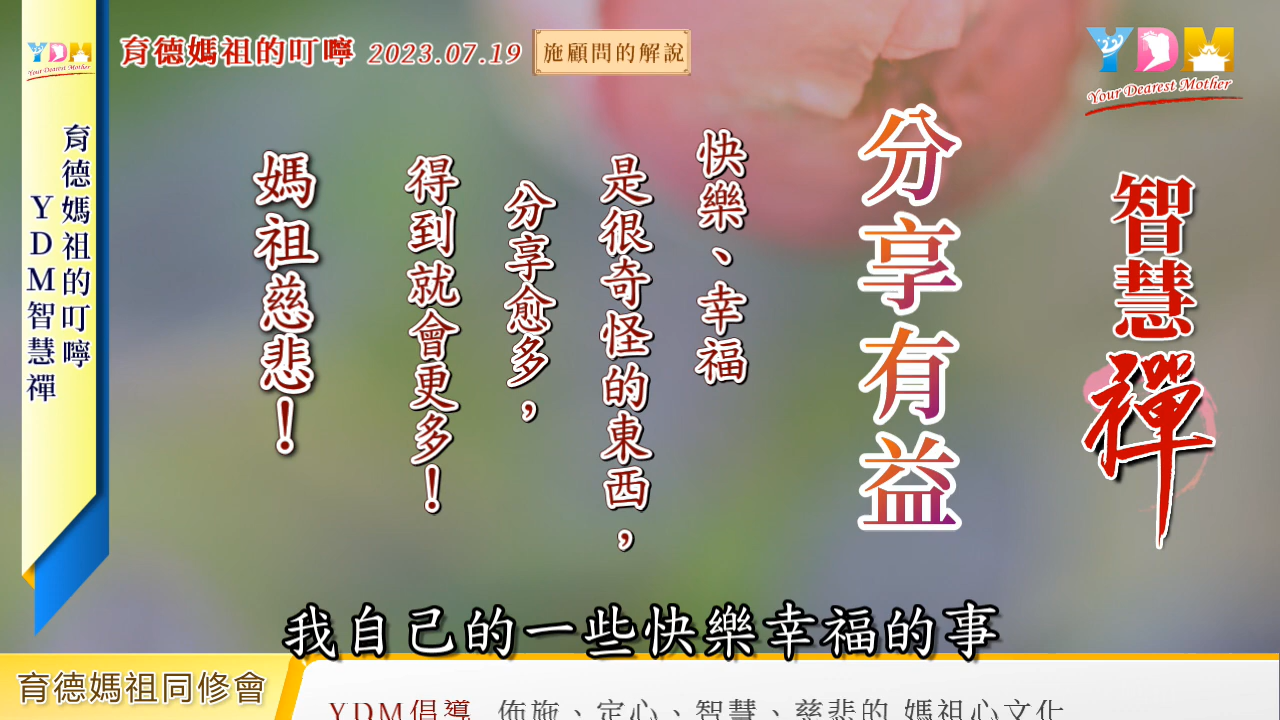 育德媽祖的叮嚀 2023.07.19 施顧問的解說
YDM
Your Dearest Mother
YDM
Your Dearest Mother
育德媽祖的叮嚀
YDM智慧禪
智慧禪
分享有益
快樂、幸福
是很奇怪的東西，
分享愈多，
得到就會更多！
媽祖慈悲！
我自己的一些快樂幸福的事
育德媽祖同修會
YDM倡導 佈施、定心、智慧、慈悲的 媽祖心文化